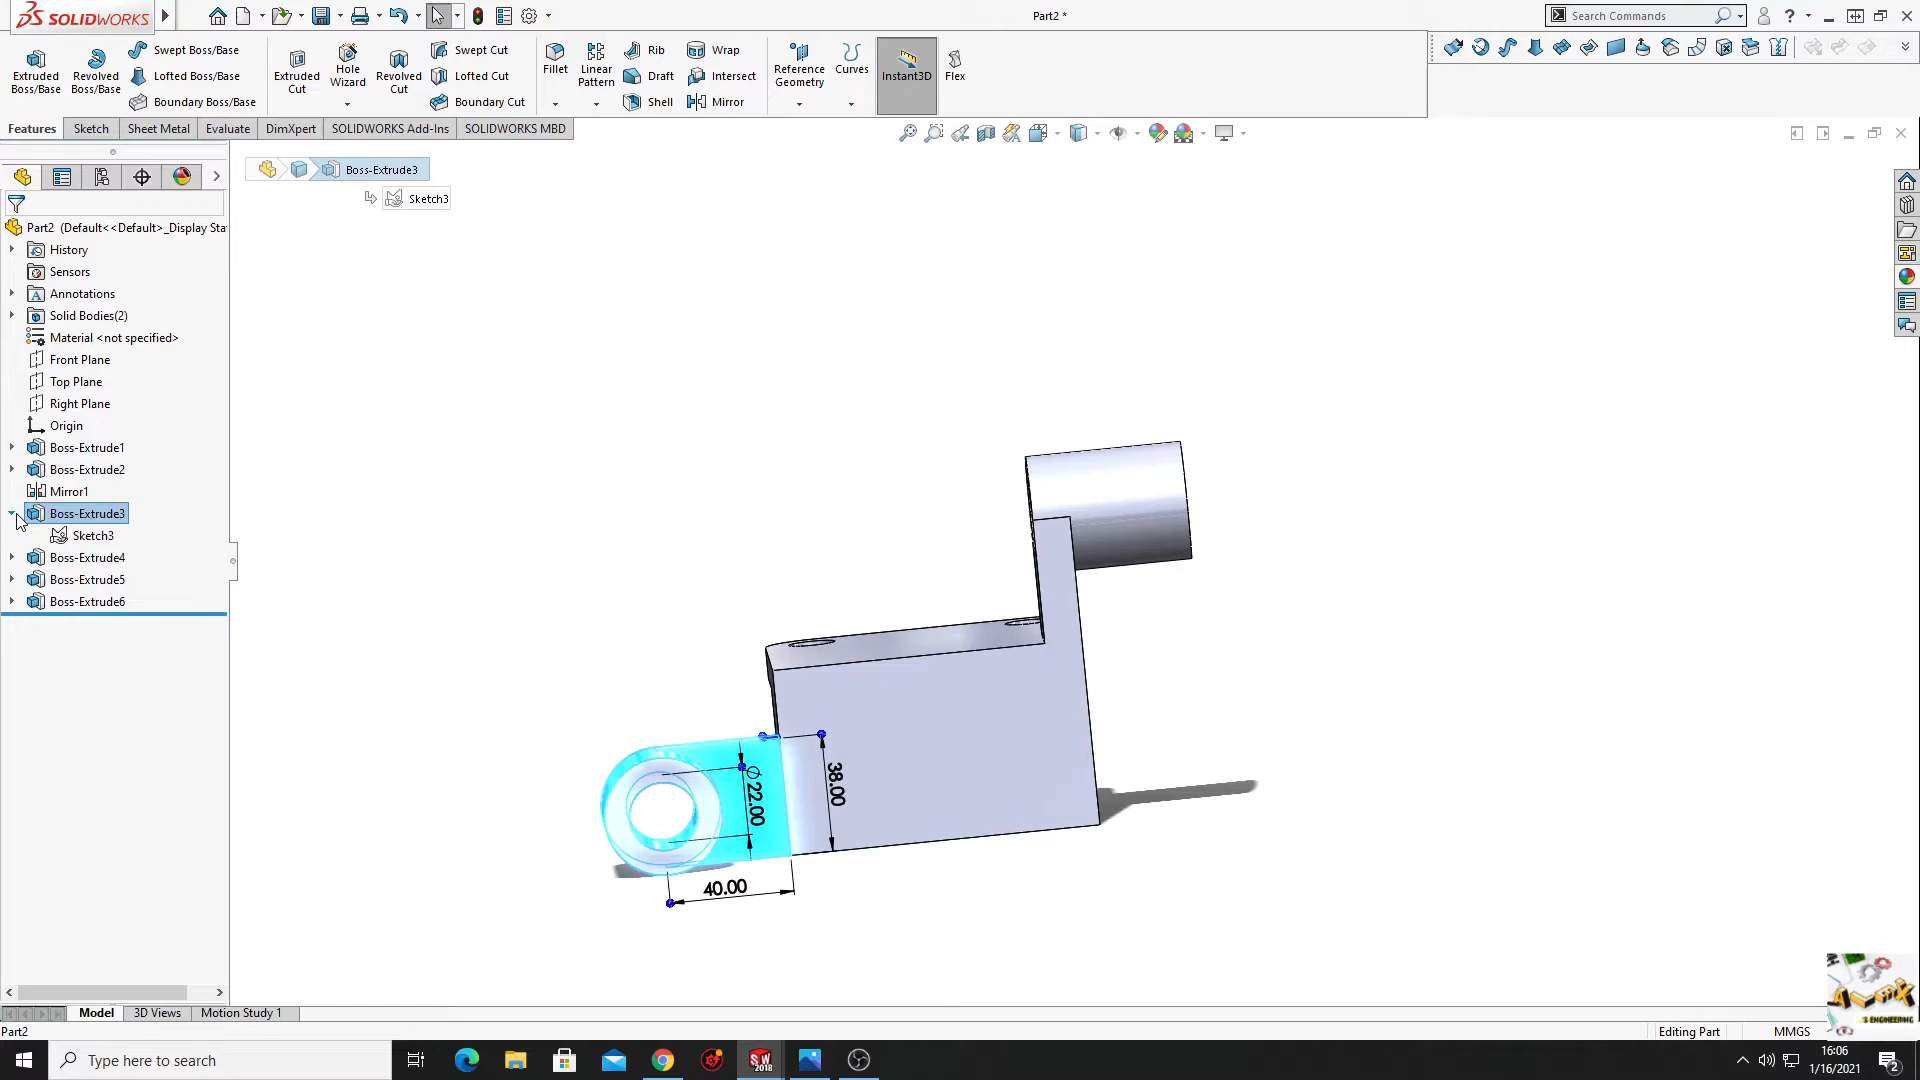 SOLIDWORKS
Part2 *
Search Commands
Extruded Boss/Base
Revolved Boss/Base
Swept Boss/Base
Lofted Boss/Base
Boundary Boss/Base
Extruded Cut
Hole Wizard
Revolved Cut
Swept Cut
Lofted Cut
Boundary Cut
Fillet
Linear Pattern
Rib
Draft
Shell
Wrap
Intersect
Mirror
Reference Geometry
Curves
Instant3D
Flex
Features
Sketch
Sheet Metal
Evaluate
DimXpert
SOLIDWORKS Add-Ins
SOLIDWORKS MBD
Boss-Extrude3
Sketch3
Part2 (Default<<Default>_Display Sta
History
Sensors
Annotations
Solid Bodies(2)
Material <not specified>
Front Plane
Top Plane
Right Plane
Origin
Boss-Extrude1
Boss-Extrude2
Mirror1
Boss-Extrude3
Sketch3
Boss-Extrude4
Boss-Extrude5
Boss-Extrude6
38.00
∅22.00
40.00
Model
3D Views
Motion Study 1
Part2
Editing Part
MMGS
'S ENGINEERING
Type here to search
SW
2018
16:06
1/16/2021
2